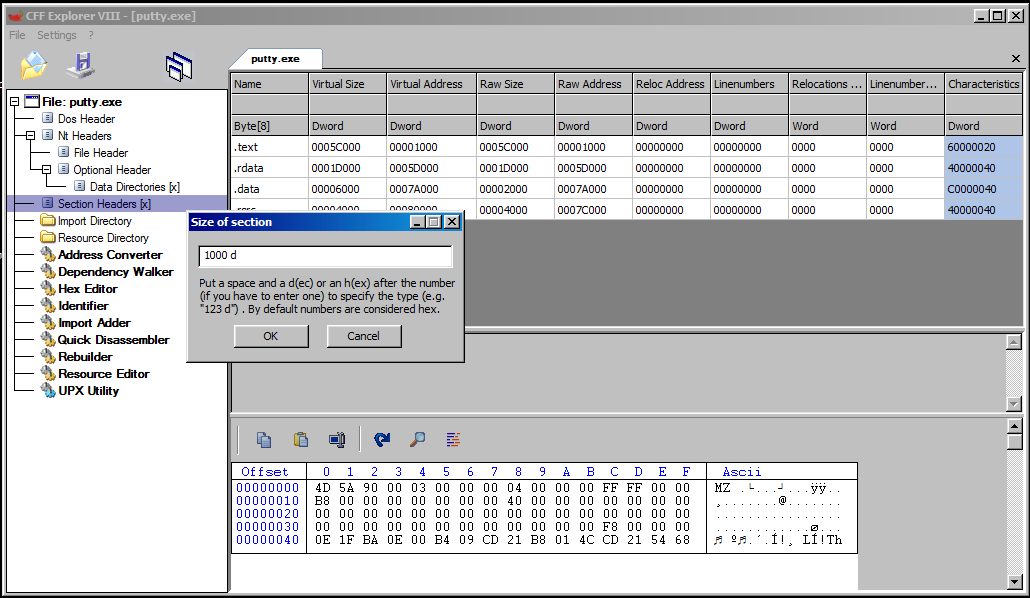 CFF Explorer VIII - [putty.exe]
File Settings ?
putty.exe
File: putty.exe
Dos Header
Nt Headers
File Header
Optional Header
Data Directories [x]
Section Headers [x]
Import Directory
Resource Directory
Address Converter
Dependency Walker
Hex Editor
Identifier
Import Adder
Quick Disassembler
Rebuilder
Resource Editor
UPX Utility
Name Virtual Size Virtual Address Raw Size Raw Address Reloc Address Linenumbers Relocations ... Linenumber... Characteristics
Byte[8] Dword Dword Dword Dword Dword Dword Word Word Dword
.text 0005C000 00001000 0005C000 00001000 00000000 00000000 0000 0000 60000020
.rdata 0001D000 0005D000 0001D000 0005D000 00000000 00000000 0000 0000 40000040
.data 00006000 0007A000 00002000 0007A000 00000000 00000000 0000 0000 C0000040
.rsrc 00004000 00080000 00004000 0007C000 00000000 00000000 0000 0000 40000040
Size of section
1000 d
Put a space and a d(ec) or an h(ex) after the number
(if you have to enter one) to specify the type (e.g.
"123 d") . By default numbers are considered hex.
OK Cancel
Offset 0 1 2 3 4 5 6 7 8 9 A B C D E F Ascii
00000000 4D 5A 90 00 03 00 00 00 04 00 00 00 FF FF 00 00 MZ .└...┘...ÿÿ..
00000010 B8 00 00 00 00 00 00 00 40 00 00 00 00 00 00 00 ¸.......@.......
00000020 00 00 00 00 00 00 00 00 00 00 00 00 00 00 00 00 ................
00000030 00 00 00 00 00 00 00 00 00 00 00 00 F8 00 00 00 ............ø...
00000040 0E 1F BA 0E 00 B4 09 CD 21 B8 01 4C CD 21 54 68 ♬ º♬.´.Í!¸ LÍ!Th